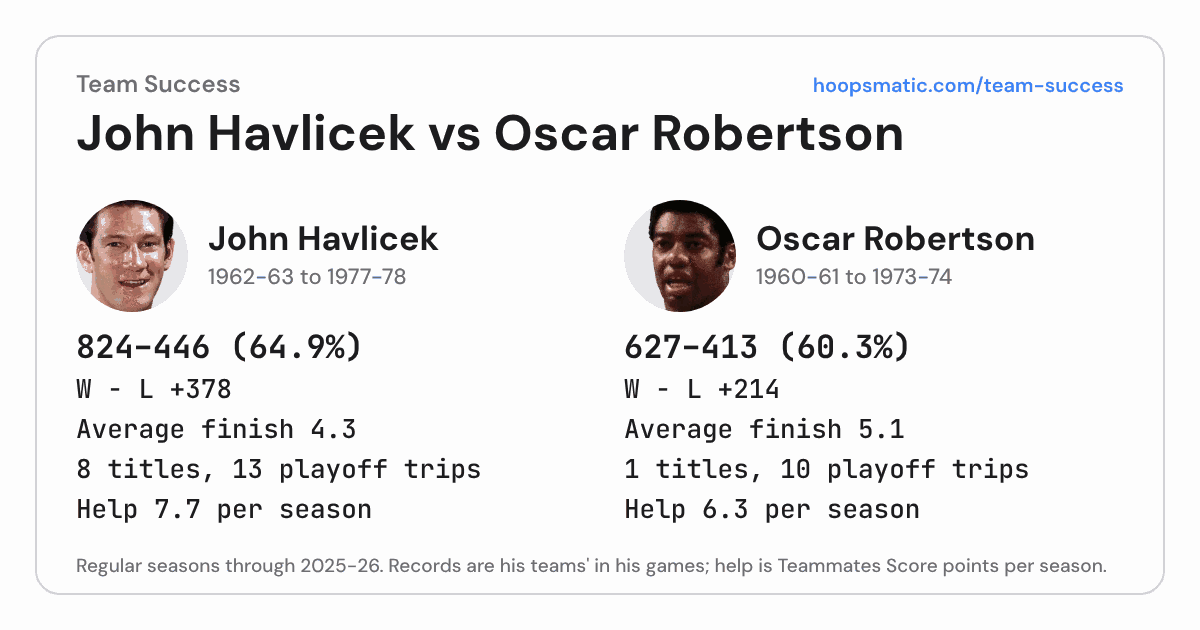 Team Success
hoopsmatic.com/team-success
John Havlicek vs Oscar Robertson
John Havlicek
1962–63 to 1977–78
824–446 (64.9%)
W - L +378
Average finish 4.3
8 titles, 13 playoff trips
Help 7.7 per season
Oscar Robertson
1960–61 to 1973–74
627–413 (60.3%)
W - L +214
Average finish 5.1
1 titles, 10 playoff trips
Help 6.3 per season
Regular seasons through 2025-26. Records are his teams' in his games; help is Teammates Score points per season.